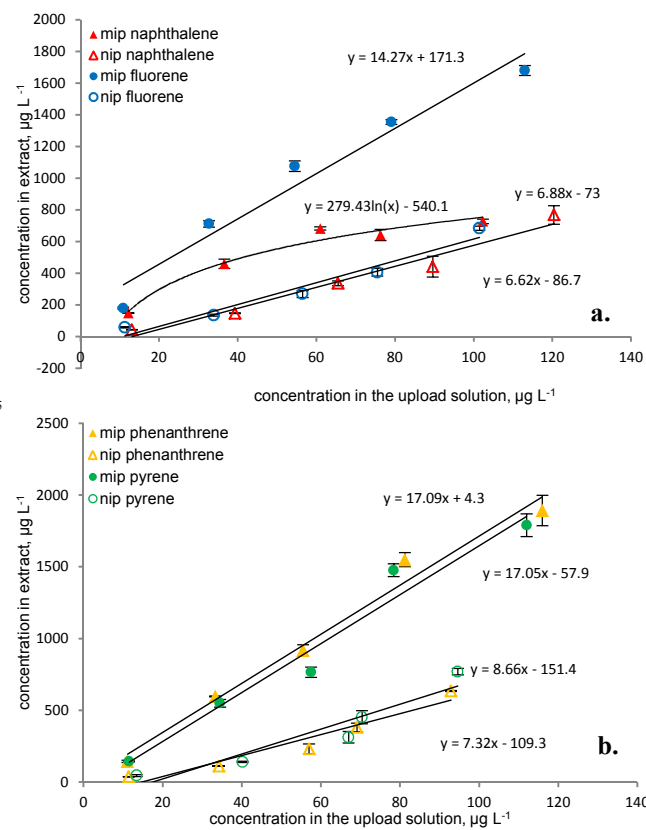 2000
1800
1600
1400
1200
1000
800
600
400
200
0
-200
concentration in extract, µg L⁻¹
mip naphthalene
nip naphthalene
mip fluorene
nip fluorene
y = 14.27x + 171.3
y = 279.43ln(x) - 540.1
y = 6.88x - 73
y = 6.62x - 86.7
a.
0 20 40 60 80 100 120 140
concentration in the upload solution, µg L⁻¹
2500
2000
1500
1000
500
0
concentration in extract, µg L⁻¹
mip phenanthrene
nip phenanthrene
mip pyrene
nip pyrene
y = 17.09x + 4.3
y = 17.05x - 57.9
y = 8.66x - 151.4
y = 7.32x - 109.3
b.
0 20 40 60 80 100 120 140
concentration in the upload solution, µg L⁻¹